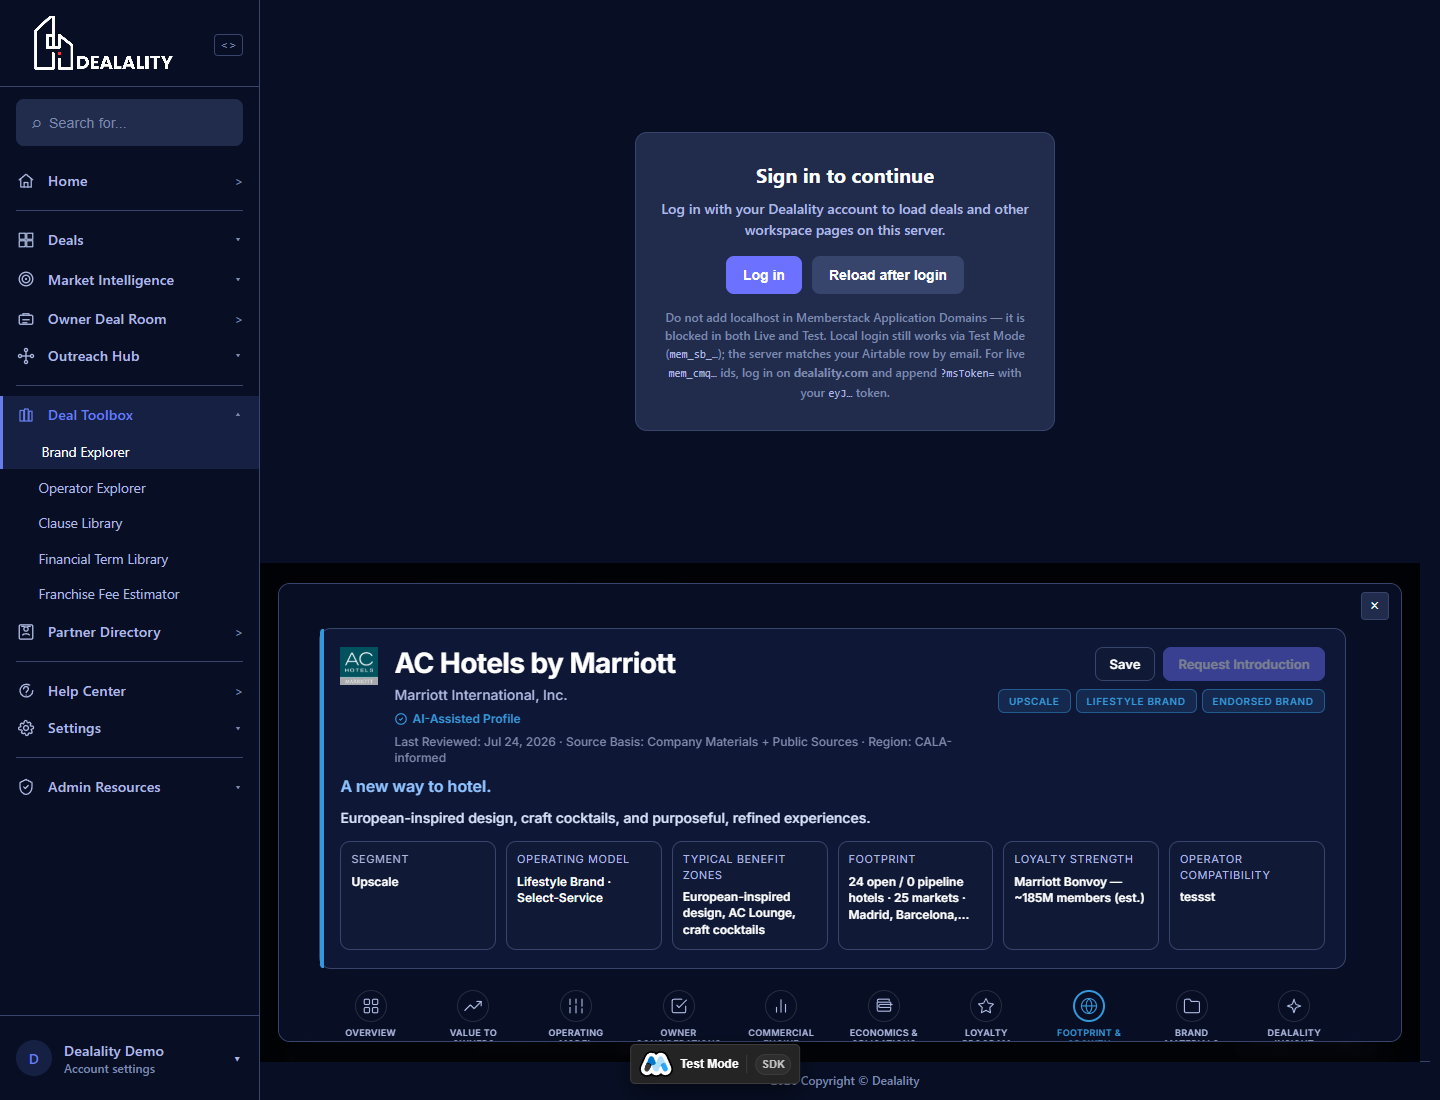 DEALALITY
<>
Search for...
Home
Deals
Market Intelligence
Owner Deal Room
Outreach Hub
Deal Toolbox
Brand Explorer
Operator Explorer
Clause Library
Financial Term Library
Franchise Fee Estimator
Partner Directory
Help Center
Settings
Admin Resources
D
Dealality Demo
Account settings
Sign in to continue
Log in with your Dealality account to load deals and other
workspace pages on this server.
Log in
Reload after login
Do not add localhost in Memberstack Application Domains — it is
blocked in both Live and Test. Local login still works via Test Mode
(mem_sb_…); the server matches your Airtable row by email. For live
mem_cmq… ids, log in on dealality.com and append ?msToken= with
your eyJ… token.
×
AC
HOTELS
MARRIOTT
AC Hotels by Marriott
Marriott International, Inc.
AI-Assisted Profile
Last Reviewed: Jul 24, 2026 · Source Basis: Company Materials + Public Sources · Region: CALA-
informed
Save
Request Introduction
UPSCALE
LIFESTYLE BRAND
ENDORSED BRAND
A new way to hotel.
European-inspired design, craft cocktails, and purposeful, refined experiences.
SEGMENT
Upscale
OPERATING MODEL
Lifestyle Brand ·
Select-Service
TYPICAL BENEFIT
ZONES
European-inspired
design, AC Lounge,
craft cocktails
FOOTPRINT
24 open / 0 pipeline
hotels · 25 markets ·
Madrid, Barcelona,...
LOYALTY STRENGTH
Marriott Bonvoy —
~185M members (est.)
OPERATOR
COMPATIBILITY
tessst
OVERVIEW
VALUE TO
OPERATING
OWNER
COMMERCIAL
ECONOMICS &
LOYALTY
FOOTPRINT &
BRAND
DEALALITY
Test Mode
SDK
Copyright © Dealality